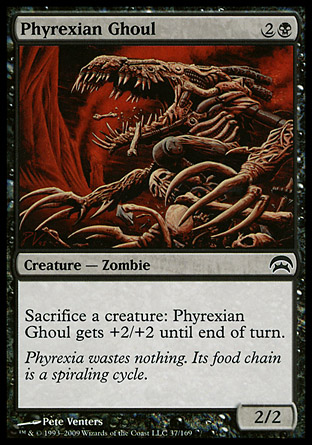 Phyrexian Ghoul 2
Creature — Zombie
Sacrifice a creature: Phyrexian
Ghoul gets +2/+2 until end of turn.
Phyrexia wastes nothing. Its food chain
is a spiraling cycle.
Pete Venters
™ & © 1993–2009 Wizards of the Coast LLC 37/169
2/2